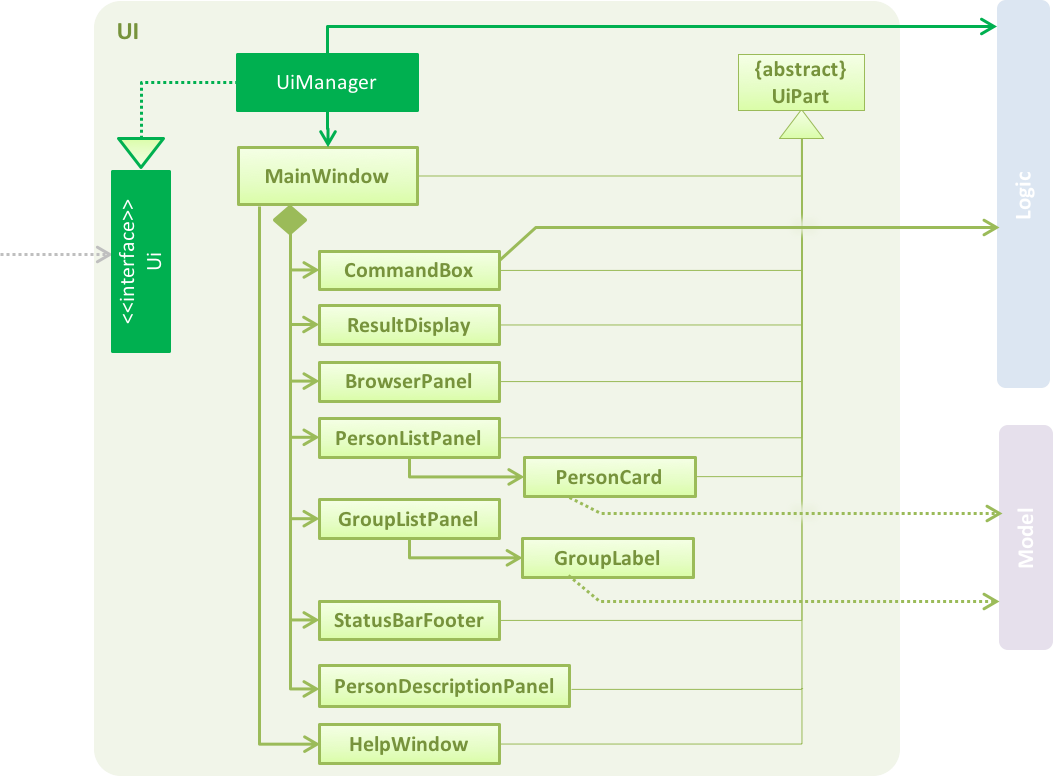 UI
UiManager
{abstract}
UiPart
<<interface>>
Ui
MainWindow
Logic
CommandBox
ResultDisplay
BrowserPanel
PersonListPanel
PersonCard
GroupListPanel
GroupLabel
Model
StatusBarFooter
PersonDescriptionPanel
HelpWindow